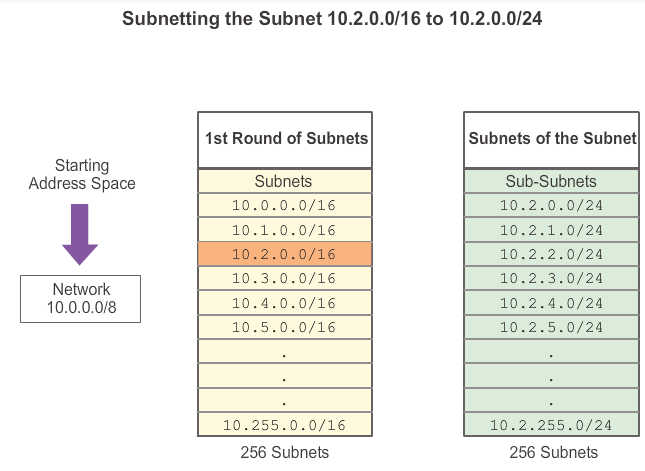 Subnetting the Subnet 10.2.0.0/16 to 10.2.0.0/24
Starting
Address Space
Network
10.0.0.0/8
1st Round of Subnets
Subnets
10.0.0.0/16
10.1.0.0/16
10.2.0.0/16
10.3.0.0/16
10.4.0.0/16
10.5.0.0/16
.
.
.
10.255.0.0/16
256 Subnets
Subnets of the Subnet
Sub-Subnets
10.2.0.0/24
10.2.1.0/24
10.2.2.0/24
10.2.3.0/24
10.2.4.0/24
10.2.5.0/24
.
.
.
10.2.255.0/24
256 Subnets